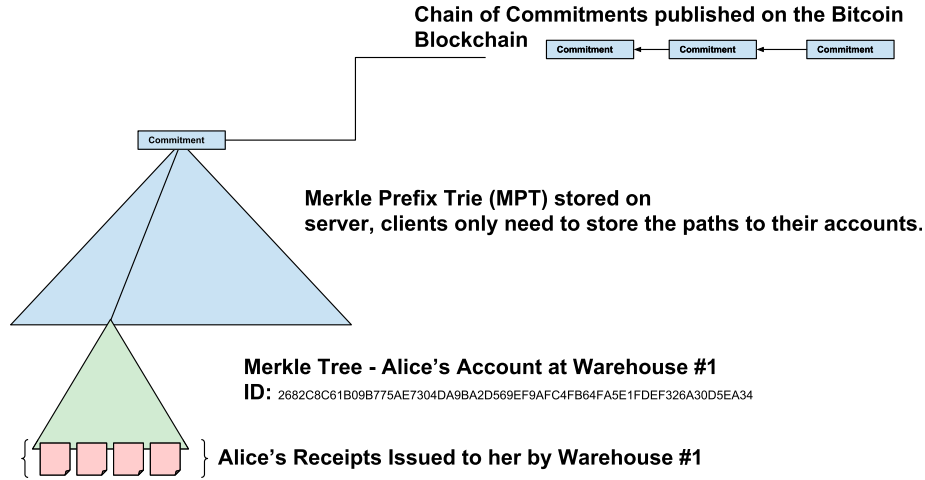 Chain of Commitments published on the Bitcoin
Blockchain
Commitment
Commitment
Commitment
Commitment
Merkle Prefix Trie (MPT) stored on
server, clients only need to store the paths to their accounts.
Merkle Tree - Alice's Account at Warehouse #1
ID: 2682C8C61B09B775AE7304DA9BA2D569EF9AFC4FB64FA5E1FDEF326A30D5EA34
Alice's Receipts Issued to her by Warehouse #1